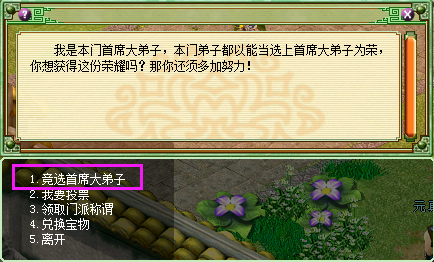 我是本门首席大弟子，本门弟子都以能当选上首席大弟子为荣，
你想获得这份荣耀吗？那你还须多加努力！
1. 竞选首席大弟子
2. 我要投票
3. 领取门派称谓
4. 兑换宝物
5. 离开